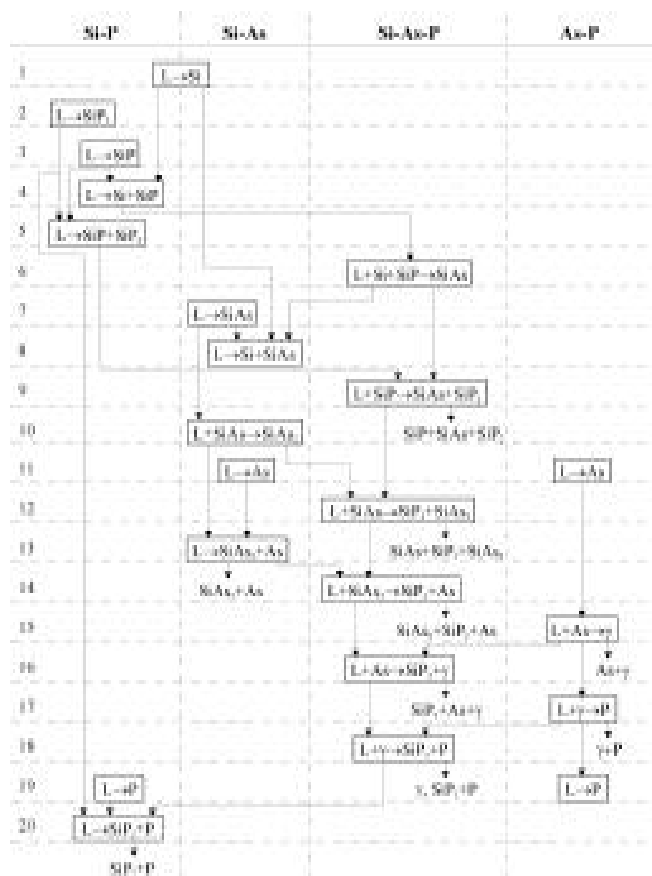 Si-P Si-As Si-As-P As-P
1 L→Si
2 L→SiP₂
3 L→SiP
4 L→Si+SiP
5 L→SiP+SiP₂
6 L+Si+SiP→SiAs
7 L→SiAs
8 L→Si+SiAs
9 L+SiP→SiAs+SiP₂
10 L+SiAs→SiAs₂ SiP+SiAs+SiP₂
11 L→As L→As
12 L+SiAs→SiP₂+SiAs₂
13 L→SiAs₂+As SiAs+SiP₂+SiAs₂
14 SiAs₂+As L+SiAs₂→SiP₂+As
15 SiAs₂+SiP₂+As L+As→γ
16 L+As→SiP₂+γ As+γ
17 SiP₂+As+γ L+γ→P
18 L+γ→SiP₂+P γ+P
19 L→P γ, SiP₂+P L→P
20 L→SiP₂+P
SiP₂+P